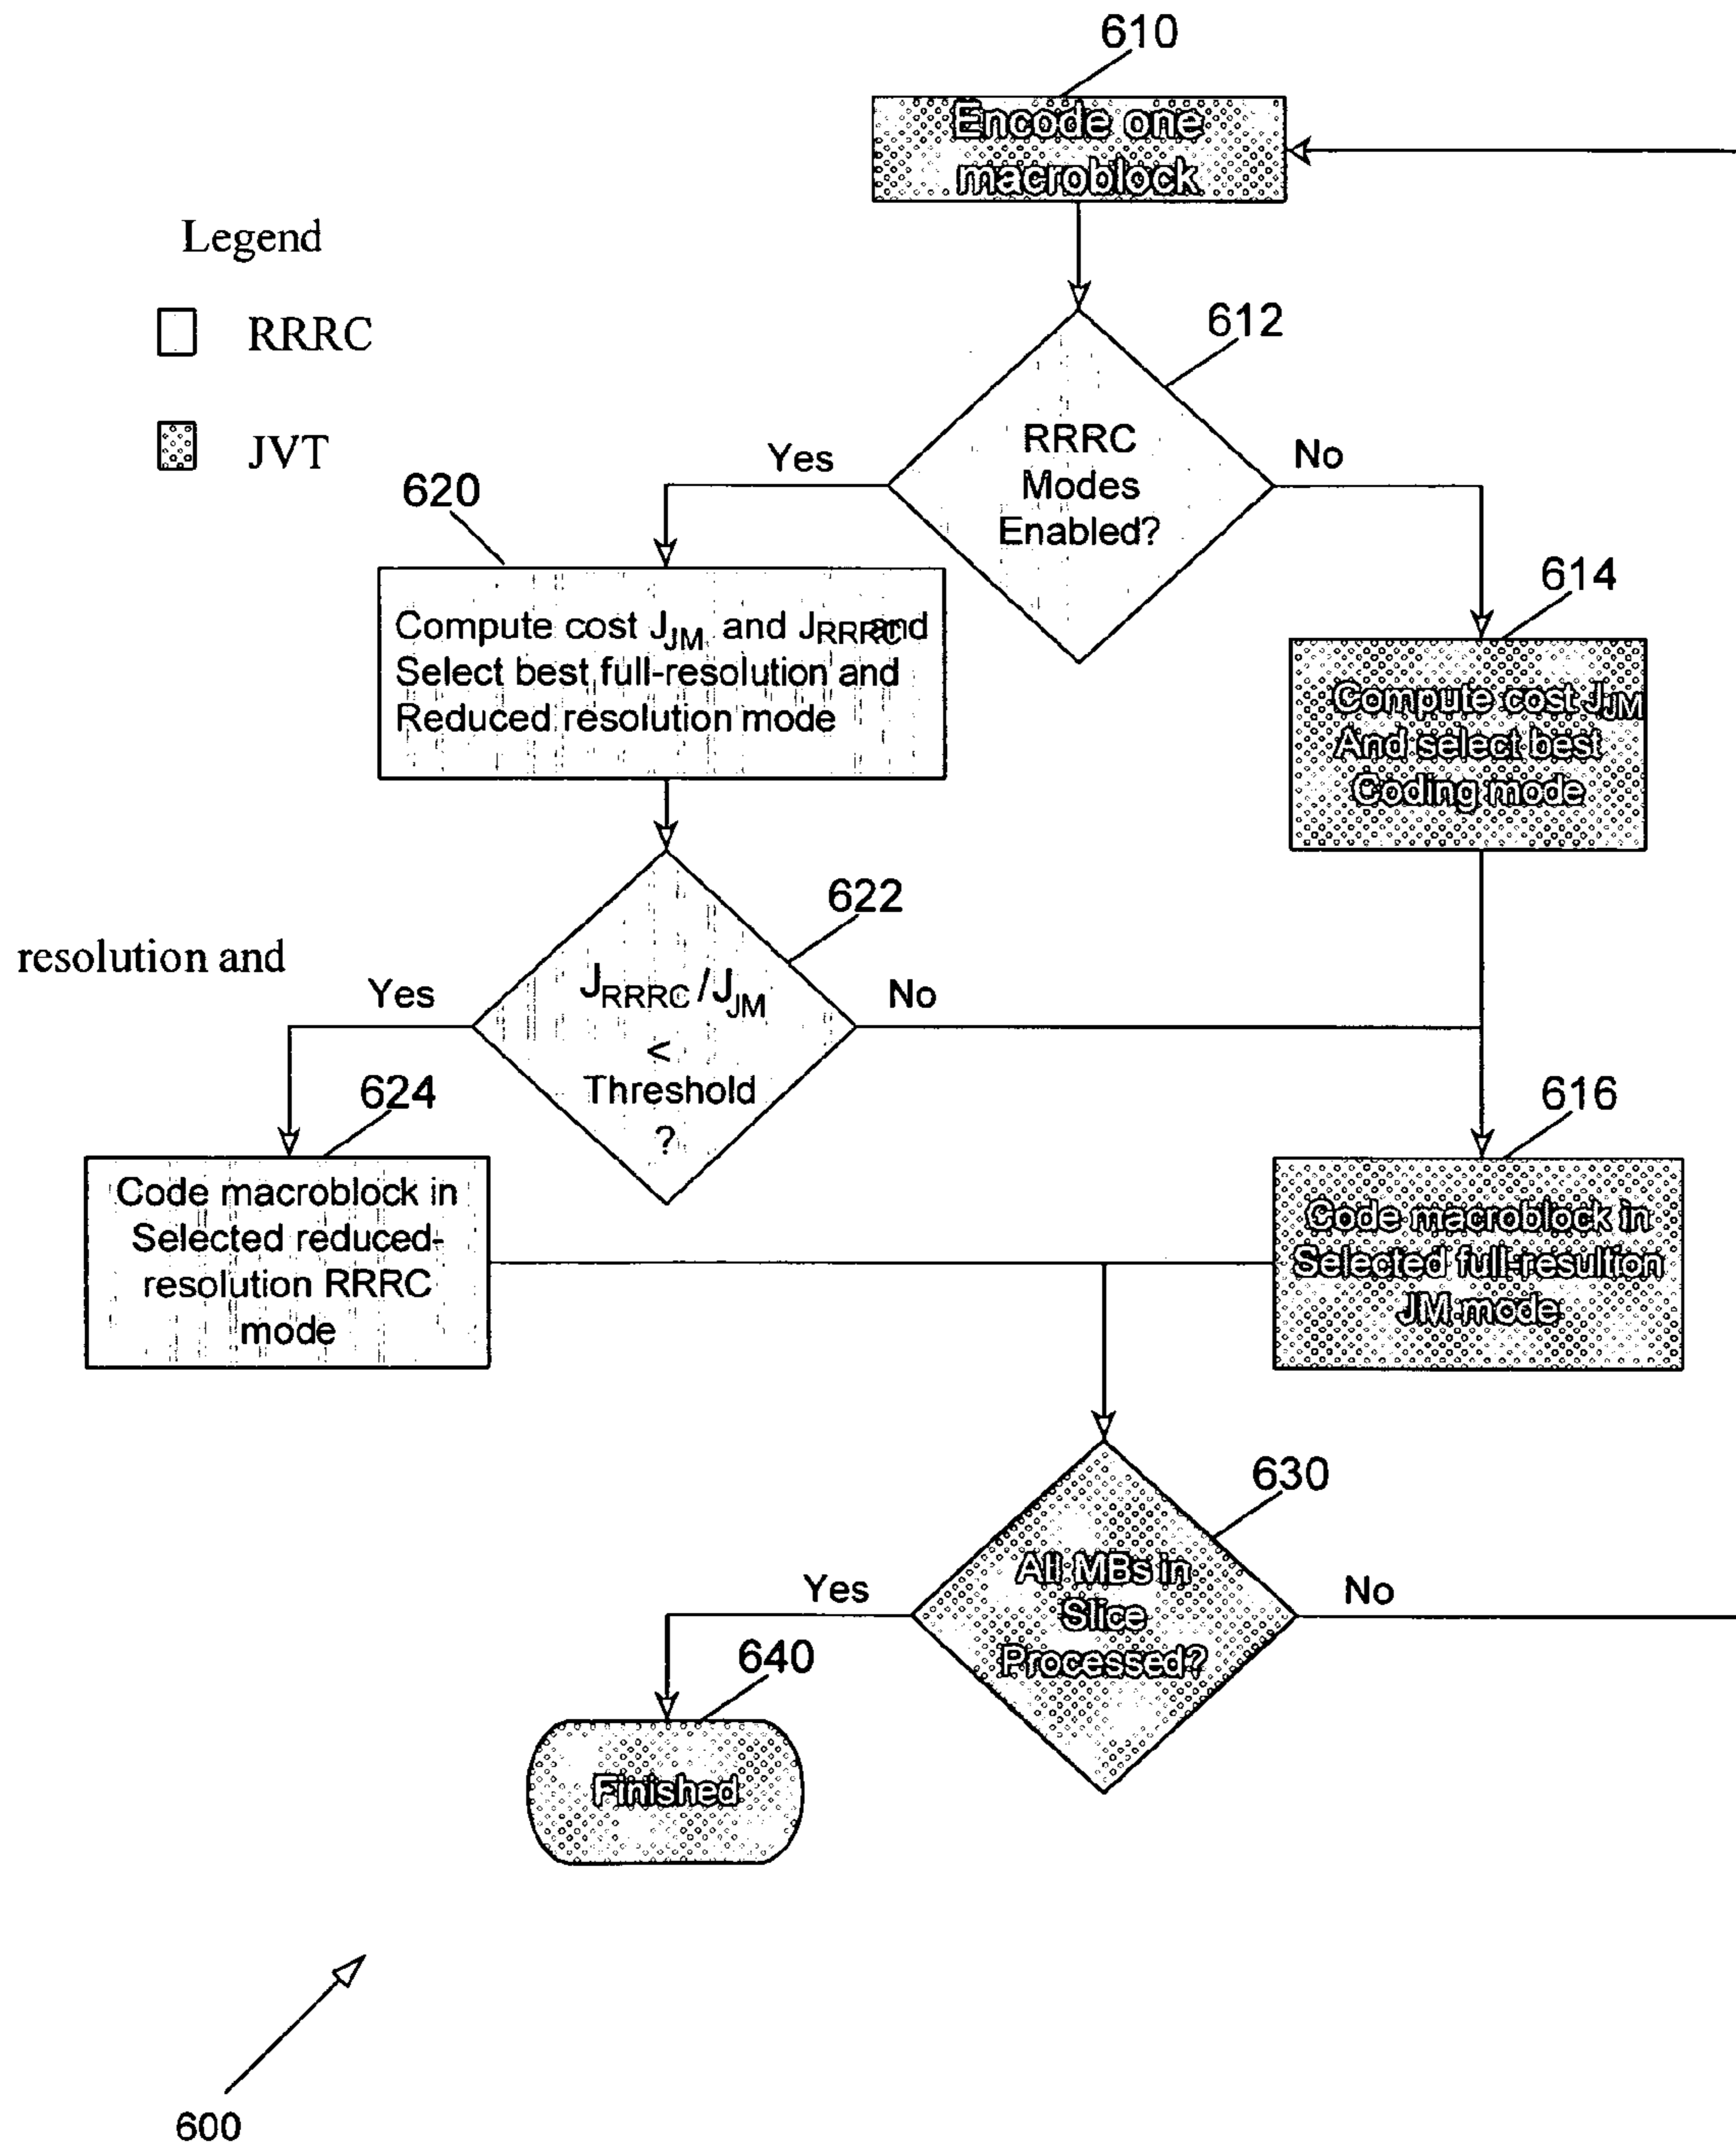 610
Encode one
macroblock
Legend
RRRC
JVT
612
RRRC
Modes
Enabled?
Yes
No
620
Compute cost JJM and JRRRC and
Select best full-resolution and
Reduced resolution mode
614
Compute cost JJM
And select best
Coding mode
622
resolution and
JRRRC/JJM
<
Threshold
?
Yes
No
624
Code macroblock in
Selected reduced-
resolution RRRC
mode
616
Code macroblock in
Selected full-resultion
JM mode
630
All MBs in
Slice
Processed?
Yes
No
640
Finished
600